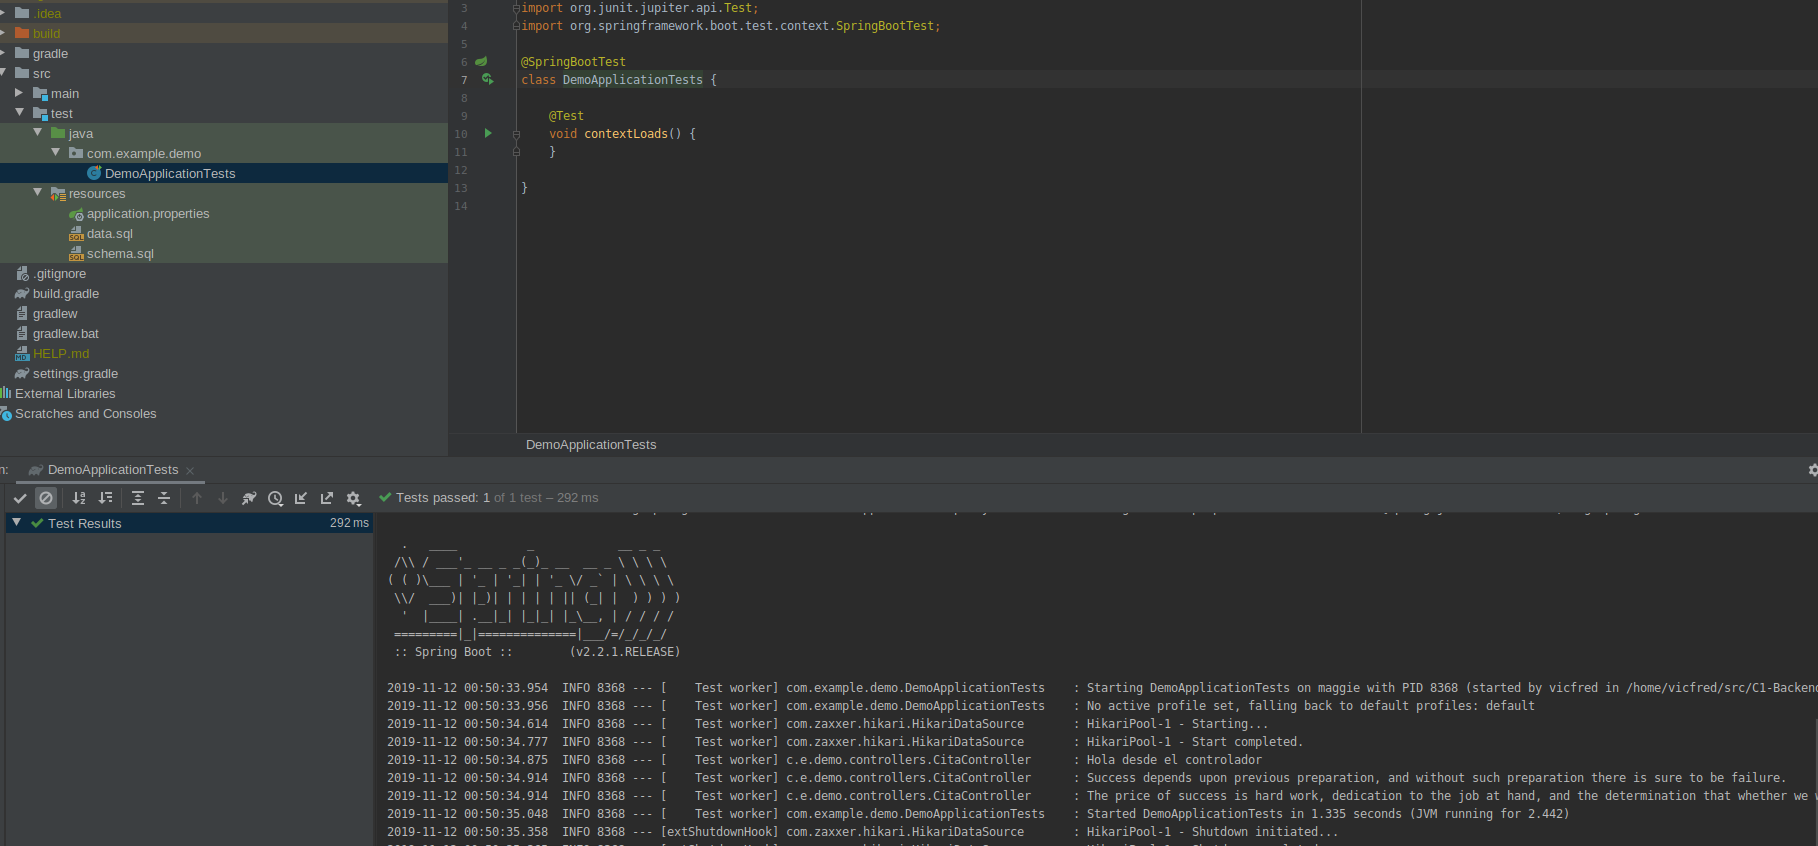 .idea
build
gradle
src
main
test
java
com.example.demo
DemoApplicationTests
resources
application.properties
data.sql
schema.sql
.gitignore
build.gradle
gradlew
gradlew.bat
HELP.md
settings.gradle
External Libraries
Scratches and Consoles
3 import org.junit.jupiter.api.Test;
4 import org.springframework.boot.test.context.SpringBootTest;
5
6 @SpringBootTest
7 class DemoApplicationTests {
8
9 @Test
10 void contextLoads() {
11 }
12
13 }
14
DemoApplicationTests
n: DemoApplicationTests
Tests passed: 1 of 1 test – 292 ms
Test Results 292 ms
  .   ____          _            __ _ _
 /\\ / ___'_ __ _ _(_)_ __  __ _ \ \ \ \
( ( )\___ | '_ | '_| | '_ \/ _` | \ \ \ \
 \\/  ___)| |_)| | | | | || (_| |  ) ) ) )
  '  |____| .__|_| |_|_| |_\__, | / / / /
 =========|_|==============|___/=/_/_/_/
 :: Spring Boot ::        (v2.2.1.RELEASE)
2019-11-12 00:50:33.954  INFO 8368 --- [    Test worker] com.example.demo.DemoApplicationTests    : Starting DemoApplicationTests on maggie with PID 8368 (started by vicfred in /home/vicfred/src/C1-Backend
2019-11-12 00:50:33.956  INFO 8368 --- [    Test worker] com.example.demo.DemoApplicationTests    : No active profile set, falling back to default profiles: default
2019-11-12 00:50:34.614  INFO 8368 --- [    Test worker] com.zaxxer.hikari.HikariDataSource       : HikariPool-1 - Starting...
2019-11-12 00:50:34.777  INFO 8368 --- [    Test worker] com.zaxxer.hikari.HikariDataSource       : HikariPool-1 - Start completed.
2019-11-12 00:50:34.875  INFO 8368 --- [    Test worker] c.e.demo.controllers.CitaController      : Hola desde el controlador
2019-11-12 00:50:34.914  INFO 8368 --- [    Test worker] c.e.demo.controllers.CitaController      : Success depends upon previous preparation, and without such preparation there is sure to be failure.
2019-11-12 00:50:34.914  INFO 8368 --- [    Test worker] c.e.demo.controllers.CitaController      : The price of success is hard work, dedication to the job at hand, and the determination that whether we
2019-11-12 00:50:35.048  INFO 8368 --- [    Test worker] com.example.demo.DemoApplicationTests    : Started DemoApplicationTests in 1.335 seconds (JVM running for 2.442)
2019-11-12 00:50:35.358  INFO 8368 --- [extShutdownHook] com.zaxxer.hikari.HikariDataSource       : HikariPool-1 - Shutdown initiated...